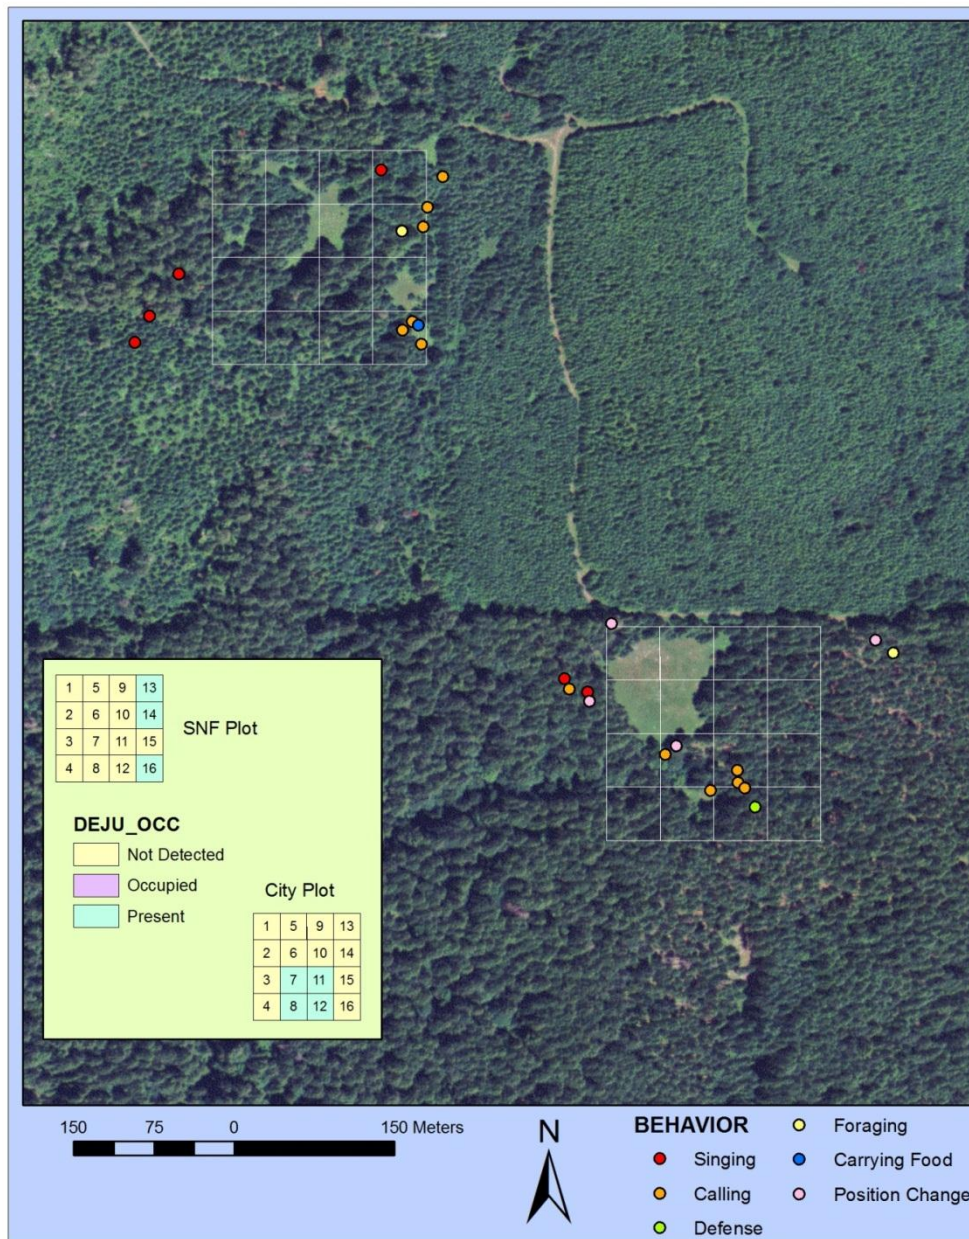 1 5 9 13
2 6 10 14
3 7 11 15
4 8 12 16
SNF Plot
DEJU_OCC
Not Detected
Occupied
Present
City Plot
1 5 9 13
2 6 10 14
3 7 11 15
4 8 12 16
150 75 0 150 Meters
N
BEHAVIOR
Singing
Calling
Defense
Foraging
Carrying Food
Position Change